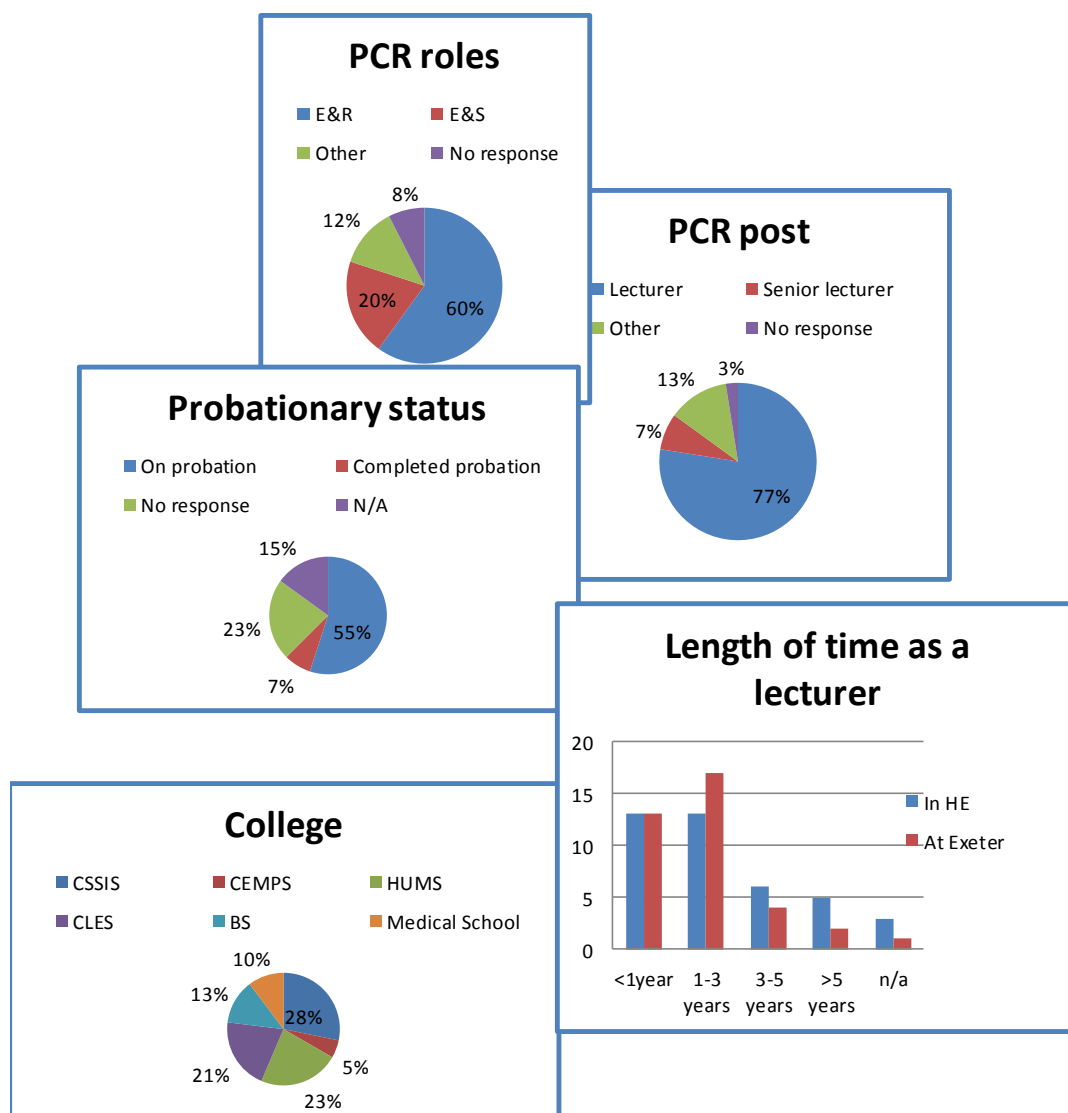 PCR roles
E&R E&S
Other No response
8%
12%
20%
60%
PCR post
Lecturer Senior lecturer
Other No response
3%
13%
7%
77%
Probationary status
On probation Completed probation
No response N/A
15%
23%
55%
7%
Length of time as a
lecturer
20
15
10
5
0
In HE
At Exeter
<1year 1-3 3-5 >5 n/a
years years years
College
CSSIS CEMPS HUMS
CLES BS Medical School
10%
13%
28%
21%
5%
23%